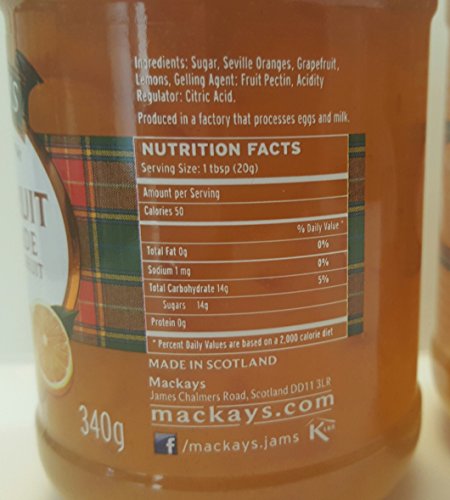 Ingredients: Sugar, Seville Oranges, Grapefruit,
Lemons, Gelling Agent: Fruit Pectin, Acidity
Regulator: Citric Acid.
Produced in a factory that processes eggs and milk.
NUTRITION FACTS
Serving Size: 1 tbsp (20g)
Amount per Serving
Calories 50
% Daily Value *
Total Fat 0g 0%
Sodium 1 mg 0%
Total Carbohydrate 14g 5%
Sugars 14g
Protein 0g
* Percent Daily Values are based on a 2,000 calorie diet
MADE IN SCOTLAND
Mackays
James Chalmers Road, Scotland DD11 3LR
mackays.com
f /mackays.jams K LBD
340g
UIT
DE
RUIT